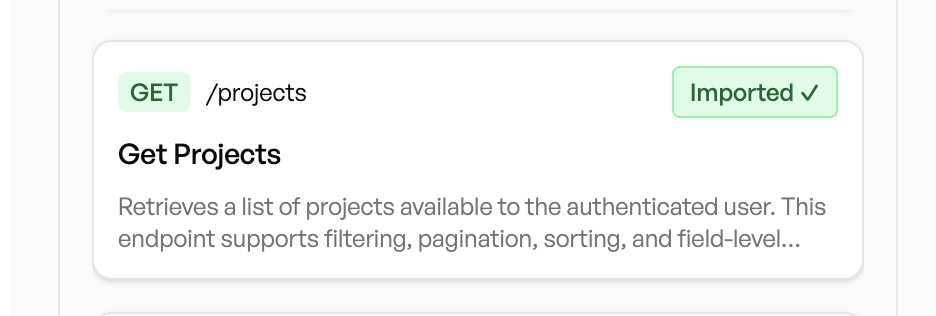 GET /projects Imported ✓
Get Projects
Retrieves a list of projects available to the authenticated user. This
endpoint supports filtering, pagination, sorting, and field-level...